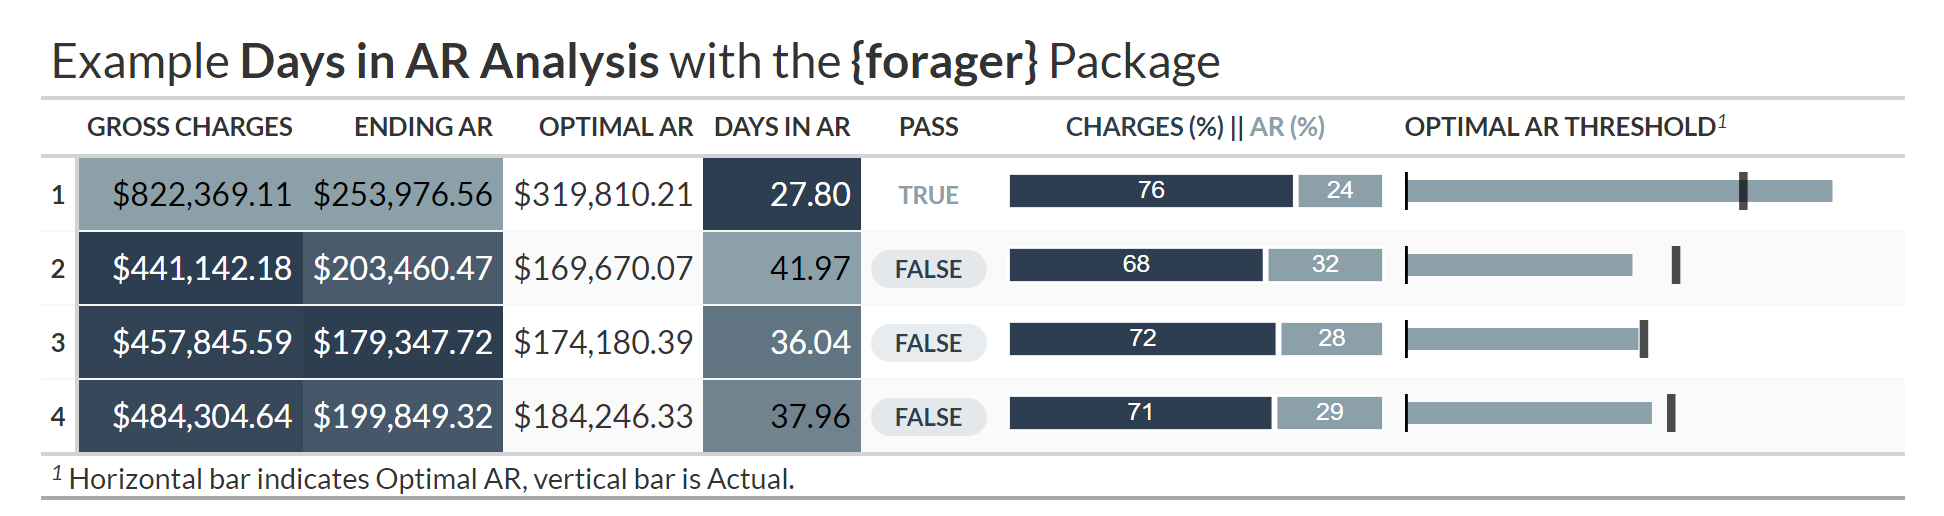 Example Days in AR Analysis with the {forager} Package
GROSS CHARGES ENDING AR OPTIMAL AR DAYS IN AR PASS CHARGES (%) || AR (%) OPTIMAL AR THRESHOLD1
1 $822,369.11 $253,976.56 $319,810.21 27.80 TRUE 76 24
2 $441,142.18 $203,460.47 $169,670.07 41.97 FALSE 68 32
3 $457,845.59 $179,347.72 $174,180.39 36.04 FALSE 72 28
4 $484,304.64 $199,849.32 $184,246.33 37.96 FALSE 71 29
1 Horizontal bar indicates Optimal AR, vertical bar is Actual.